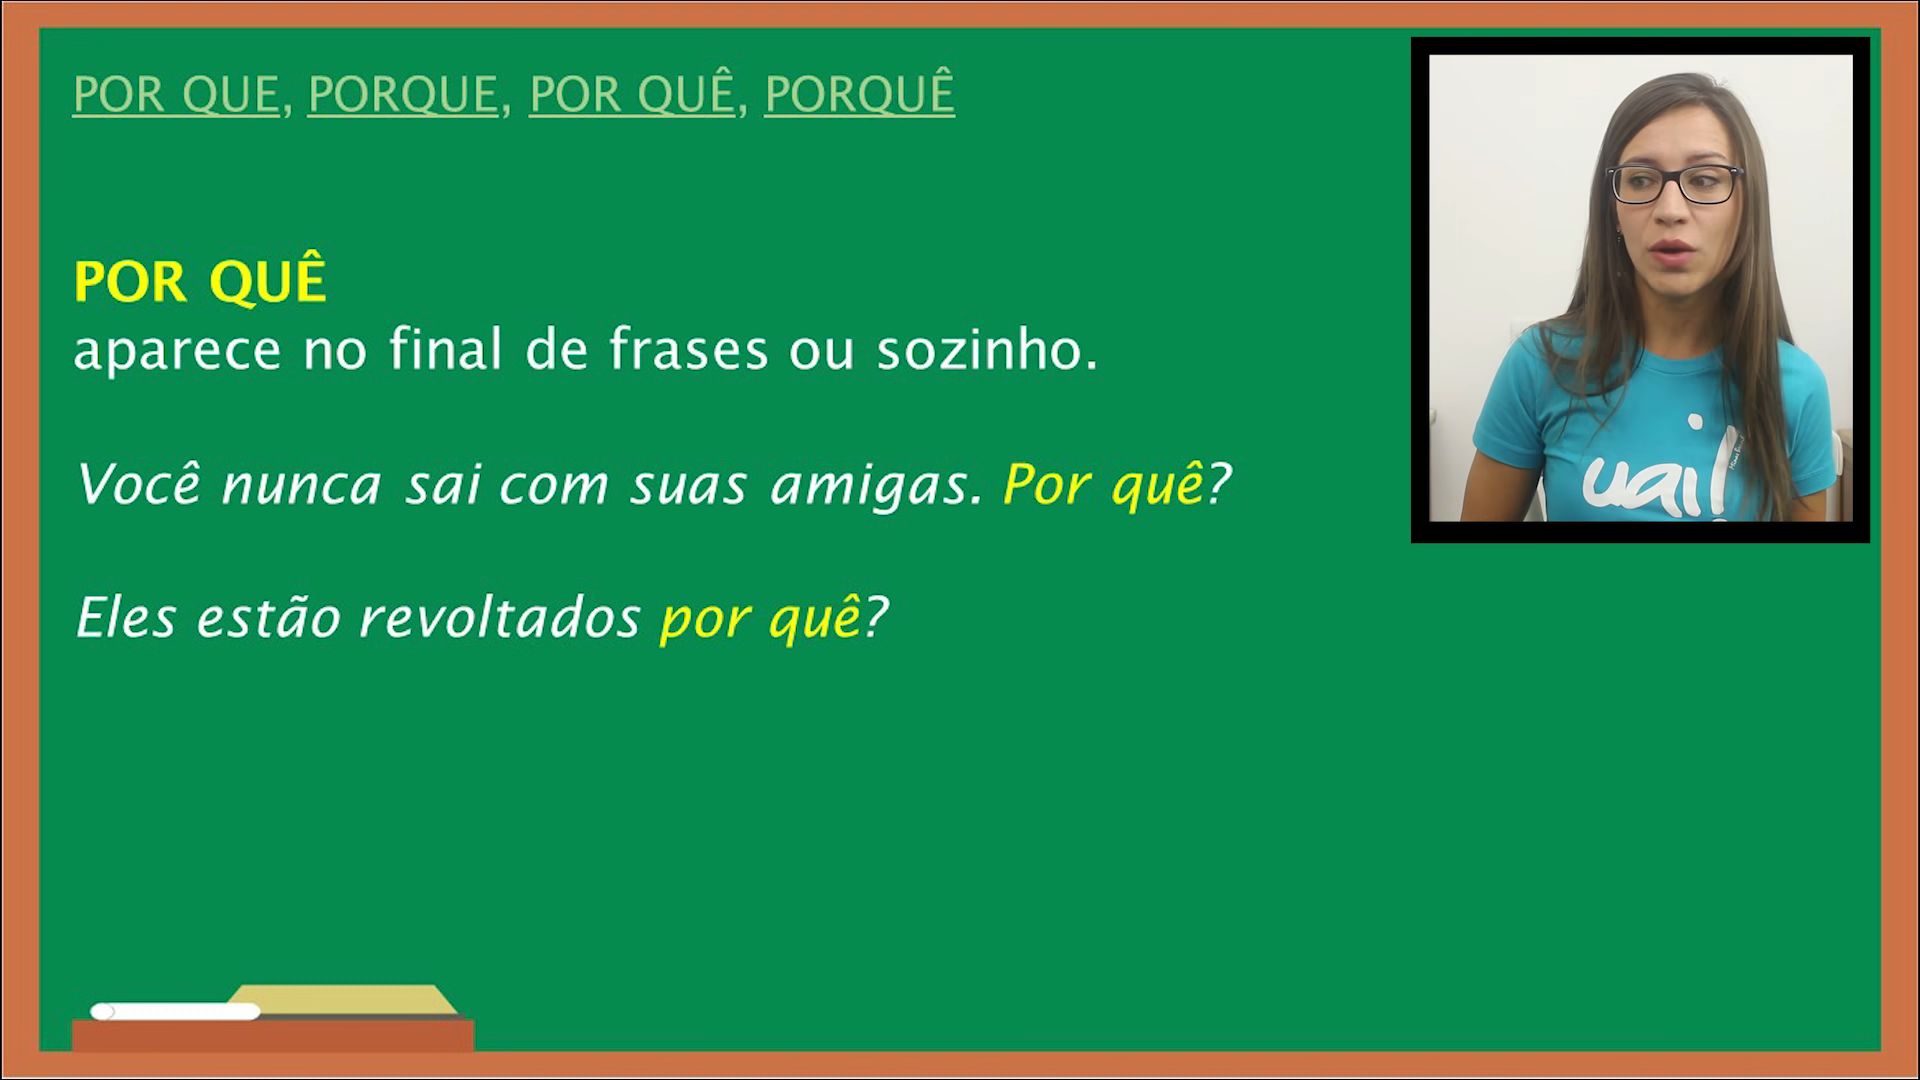 POR QUE, PORQUE, POR QUÊ, PORQUÊ
POR QUÊ
aparece no final de frases ou sozinho.
Você nunca sai com suas amigas. Por quê?
Eles estão revoltados por quê?
uai!